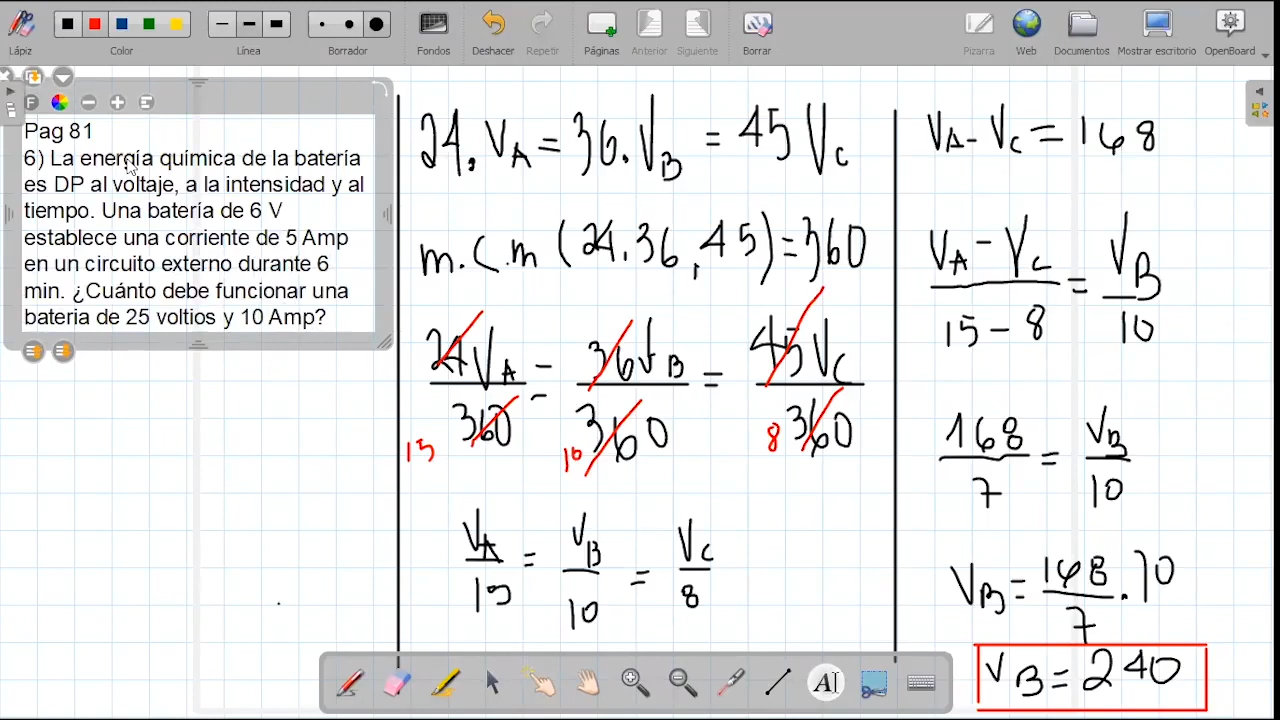 Lápiz
Color
Línea
Borrador
Fondos
Deshacer
Repetir
Páginas
Anterior
Siguiente
Borrar
Pizarra
Web
Documentos
Mostrar escritorio
OpenBoard
Pag 81
6) La energía química de la batería
es DP al voltaje, a la intensidad y al
tiempo. Una batería de 6 V
establece una corriente de 5 Amp
en un circuito externo durante 6
min. ¿Cuánto debe funcionar una
bateria de 25 voltios y 10 Amp?
24. VA = 36. VB = 45 VC
m.C.m (24,36,45)=360
24VA = 36VB = 45VC
360 360 360
15 10 8
VA = VB = VC
15 10 8
VA - VC = 168
VA - VC = VB
15 - 8 10
168 = VB
7 10
VB = 168 . 10
7
VB = 240